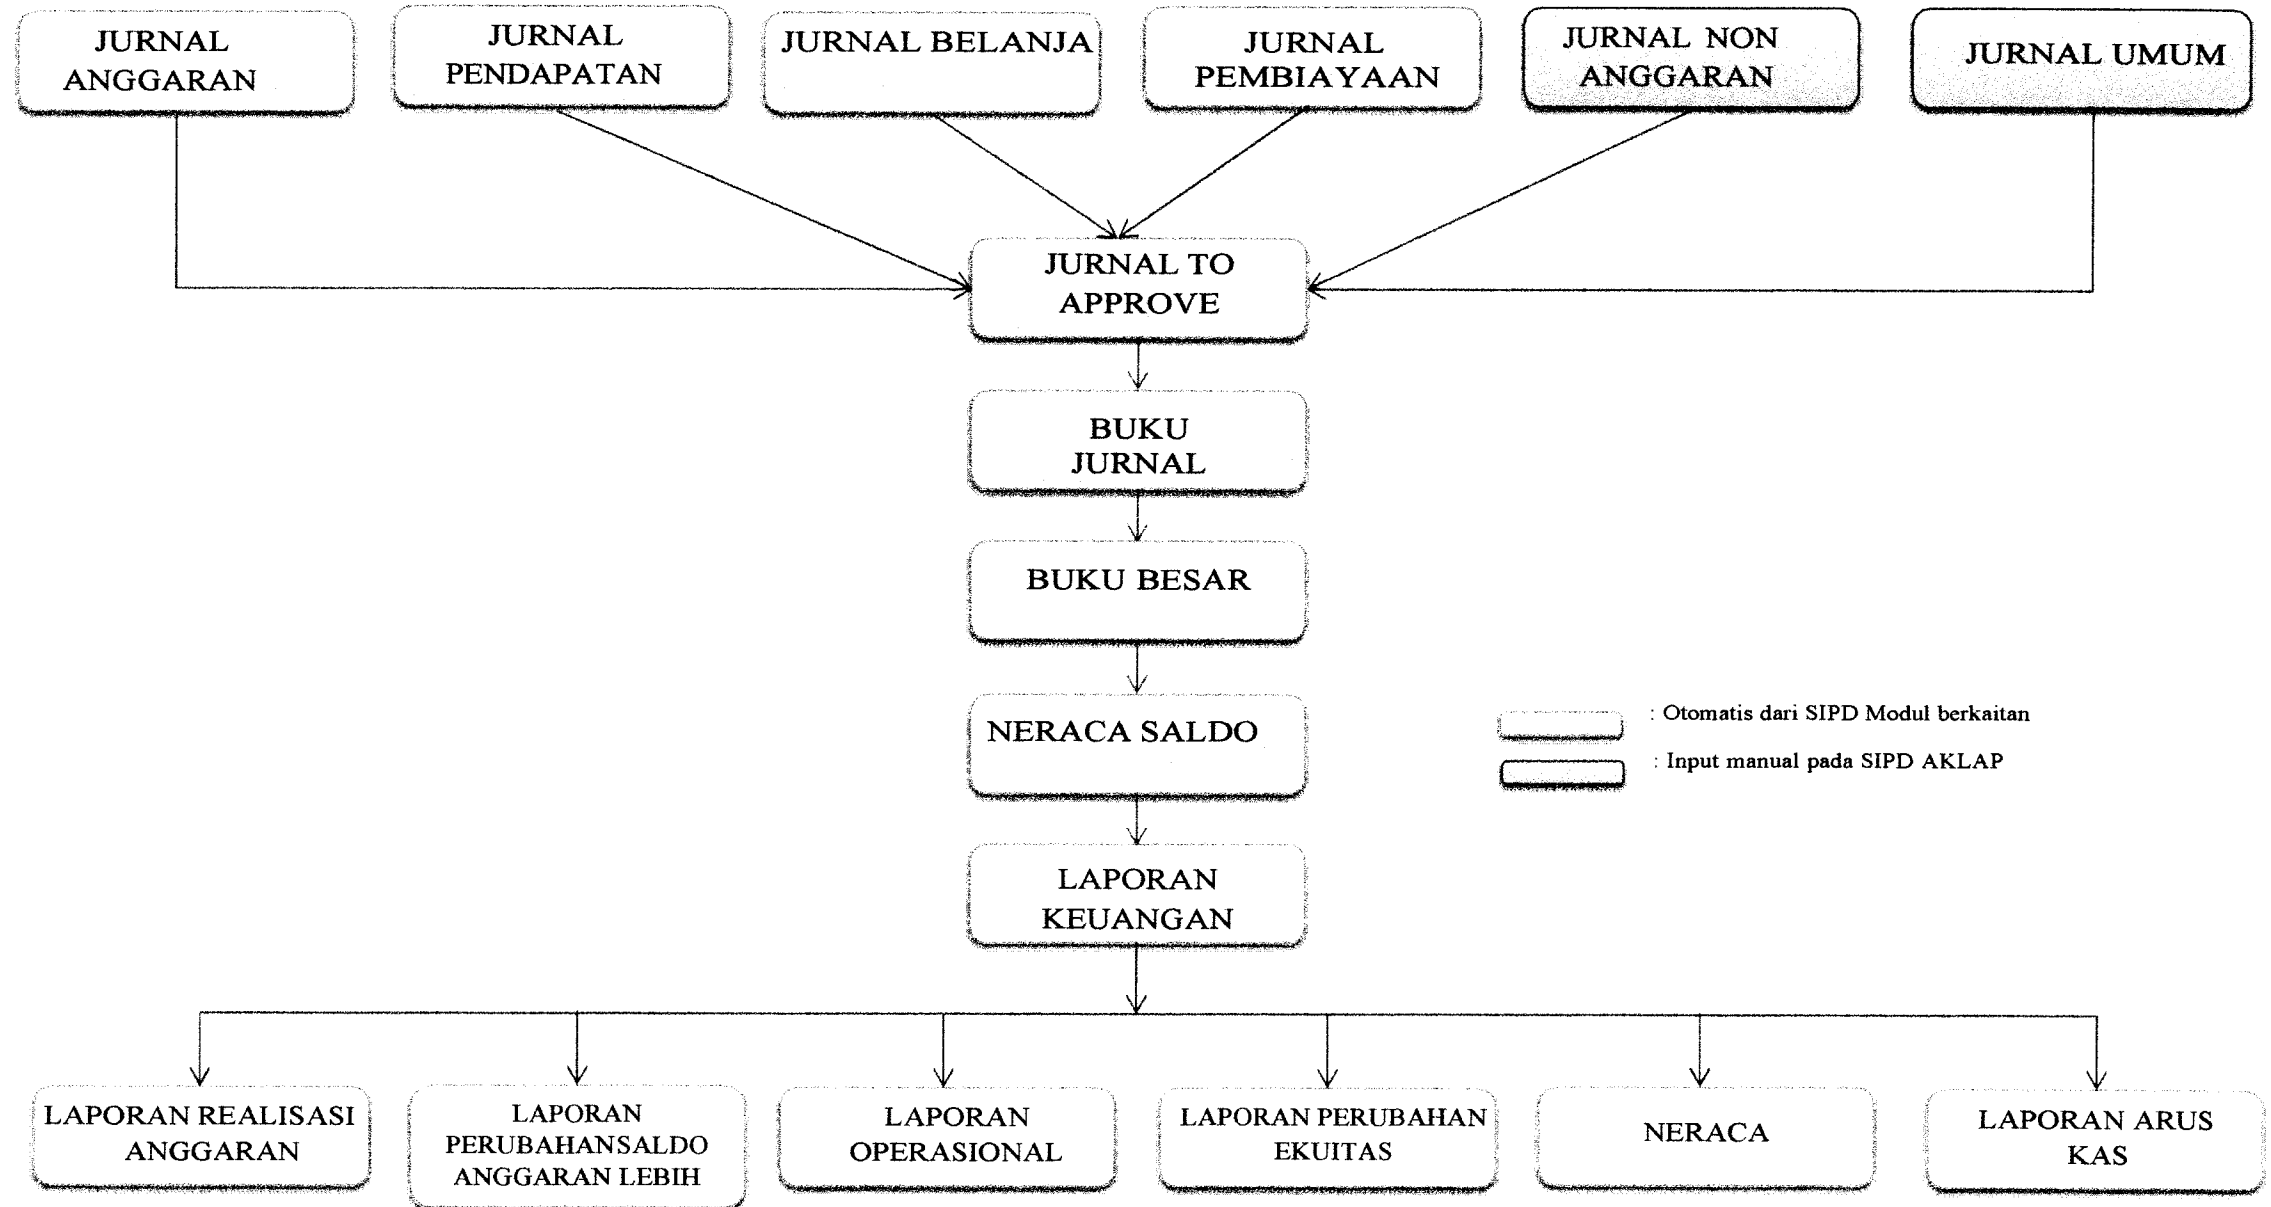 JURNAL
ANGGARAN
JURNAL
PENDAPATAN
JURNAL BELANJA
JURNAL
PEMBIAYAAN
JURNAL NON
ANGGARAN
JURNAL UMUM
JURNAL TO
APPROVE
BUKU
JURNAL
BUKU BESAR
NERACA SALDO
: Otomatis dari SIPD Modul berkaitan
: Input manual pada SIPD AKLAP
LAPORAN
KEUANGAN
LAPORAN REALISASI
ANGGARAN
LAPORAN
PERUBAHANSALDO
ANGGARAN LEBIH
LAPORAN
OPERASIONAL
LAPORAN PERUBAHAN
EKUITAS
NERACA
LAPORAN ARUS
KAS